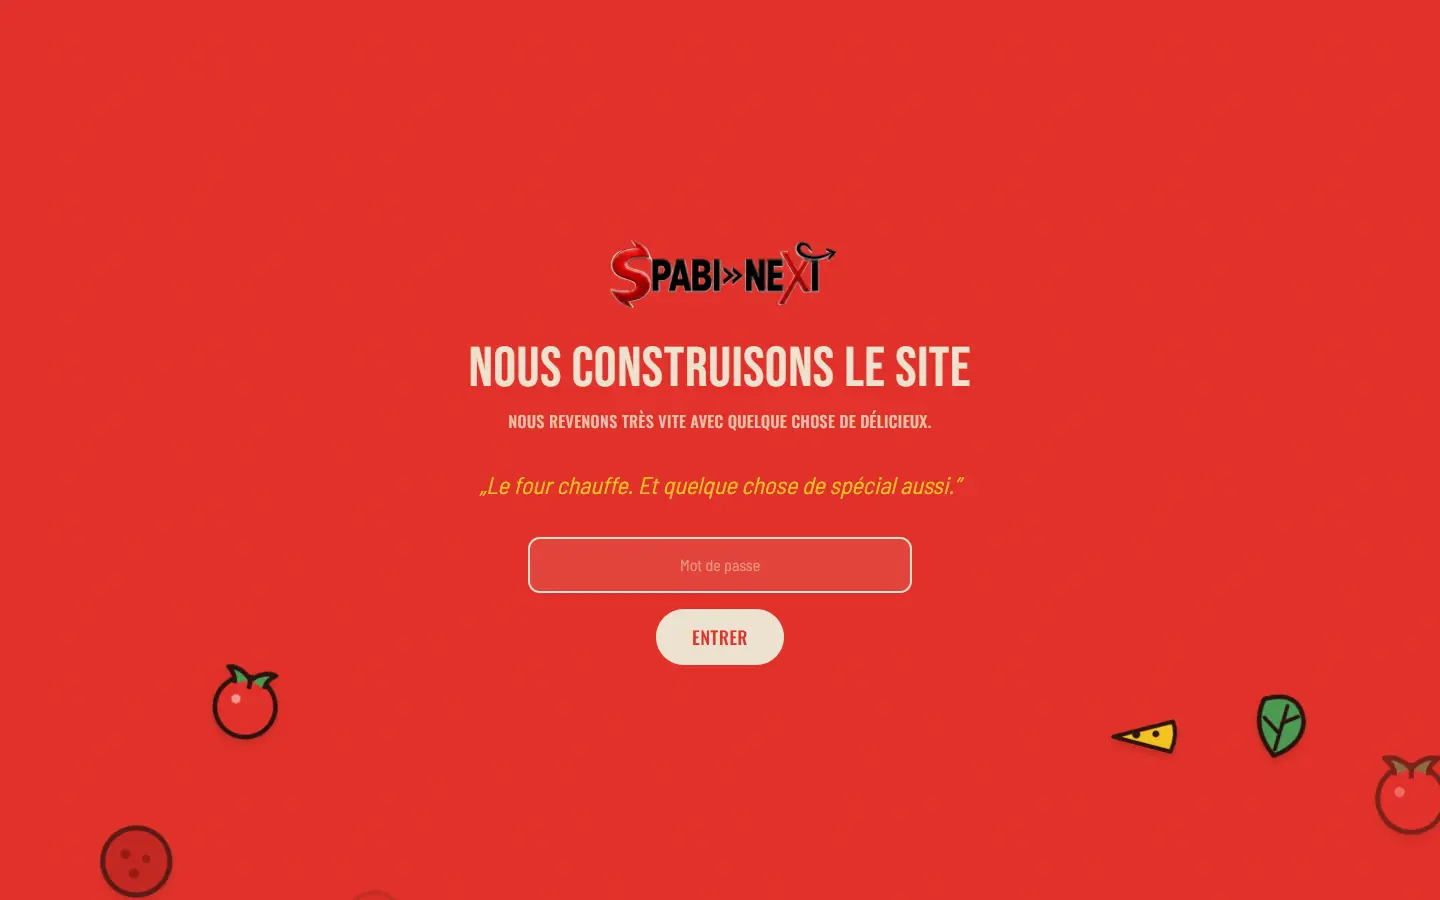 SPABI»NEXT
NOUS CONSTRUISONS LE SITE
NOUS REVENONS TRÈS VITE AVEC QUELQUE CHOSE DE DÉLICIEUX.
„Le four chauffe. Et quelque chose de spécial aussi.”
Mot de passe
ENTRER